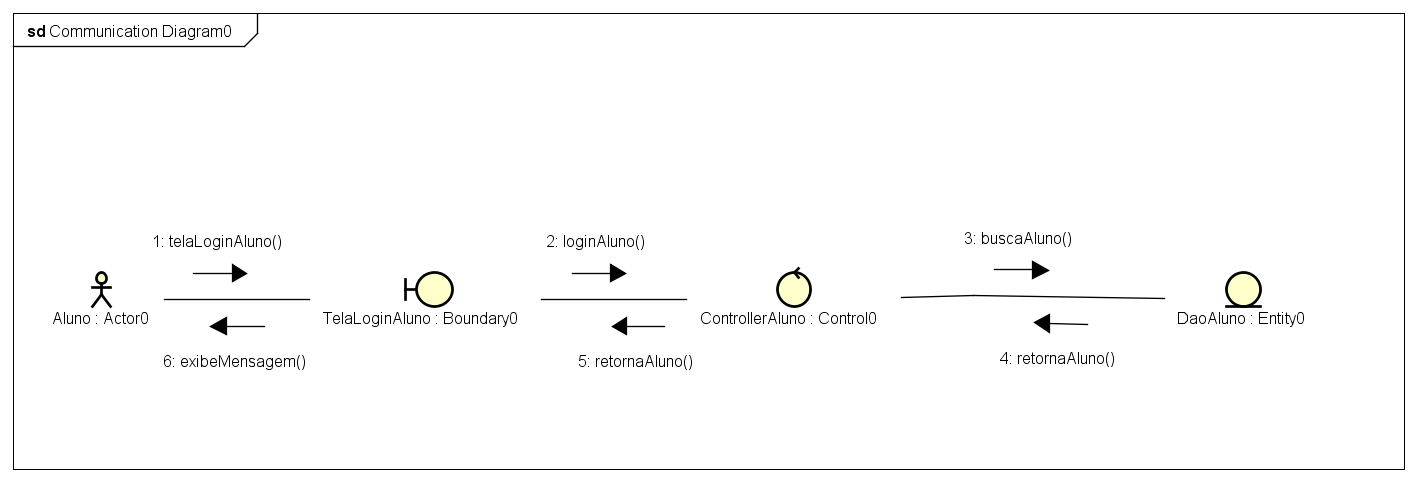 sd Communication Diagram0
1: telaLoginAluno()
2: loginAluno()
3: buscaAluno()
Aluno : Actor0
TelaLoginAluno : Boundary0
ControllerAluno : Control0
DaoAluno : Entity0
6: exibeMensagem()
5: retornaAluno()
4: retornaAluno()